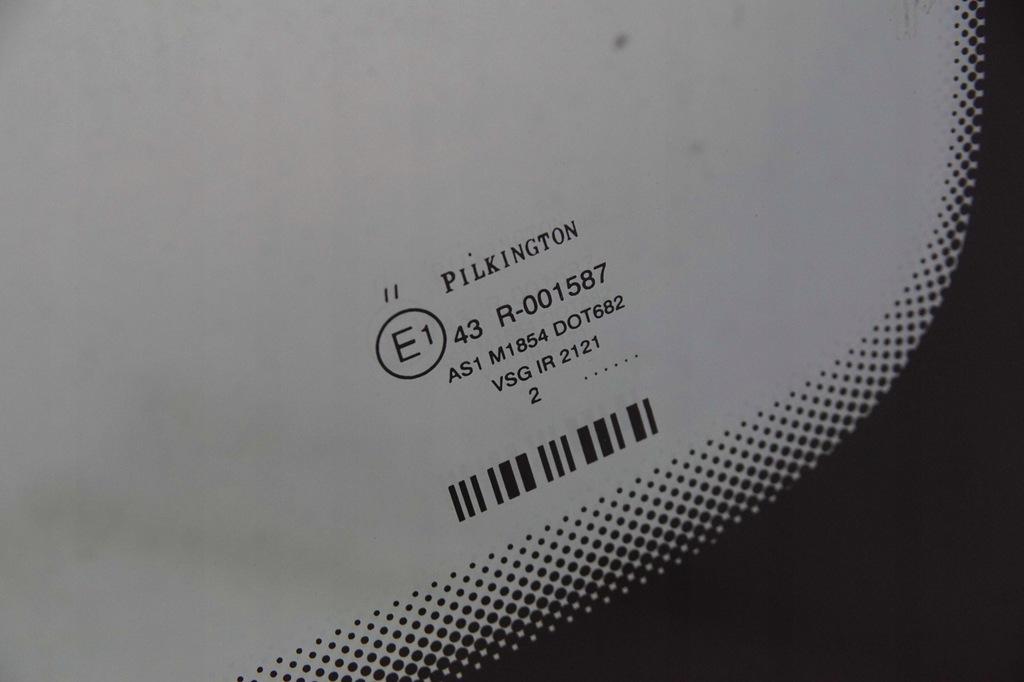 PILKINGTON
E1 43 R-001587
AS1 M1854 DOT682
VSG IR 2121
2 ......